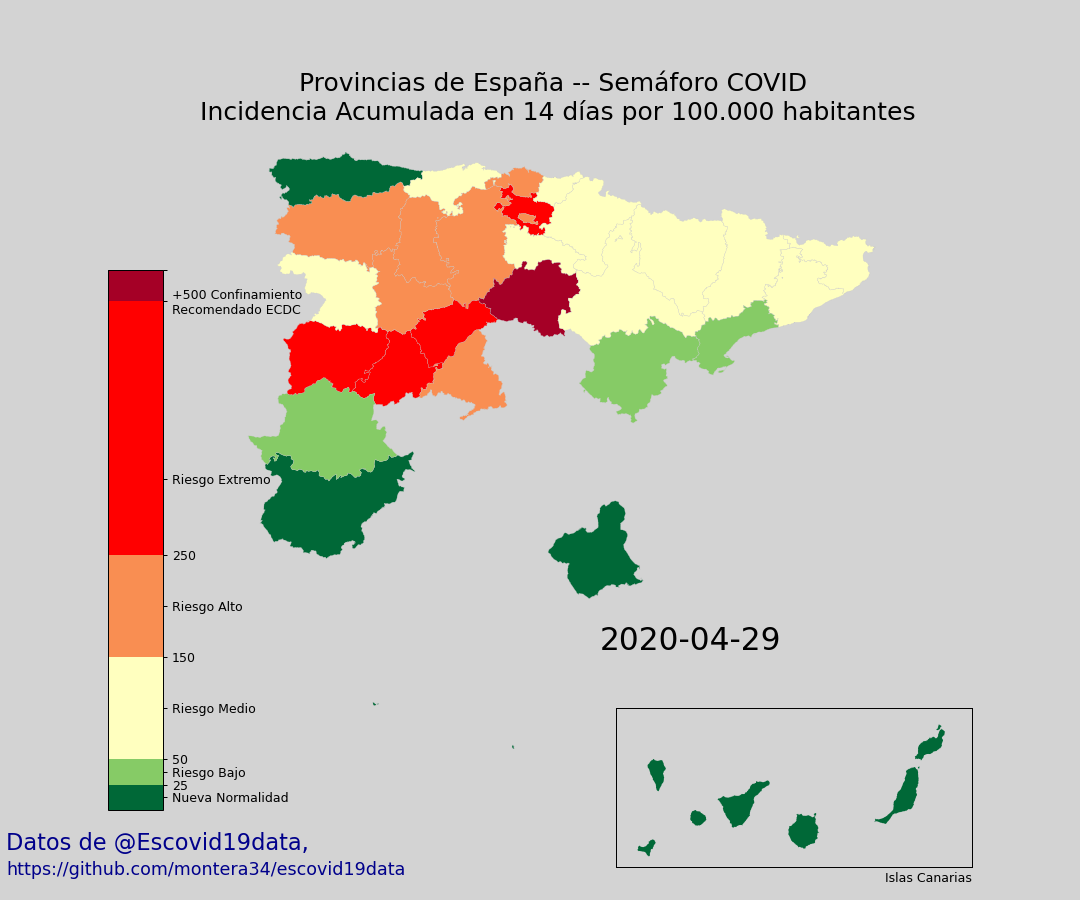 Provincias de España -- Semáforo COVID
Incidencia Acumulada en 14 días por 100.000 habitantes
+500 Confinamiento
Recomendado ECDC
Riesgo Extremo
250
Riesgo Alto
150
Riesgo Medio
50
Riesgo Bajo
25
Nueva Normalidad
2020-04-29
Islas Canarias
Datos de @Escovid19data,
https://github.com/montera34/escovid19data